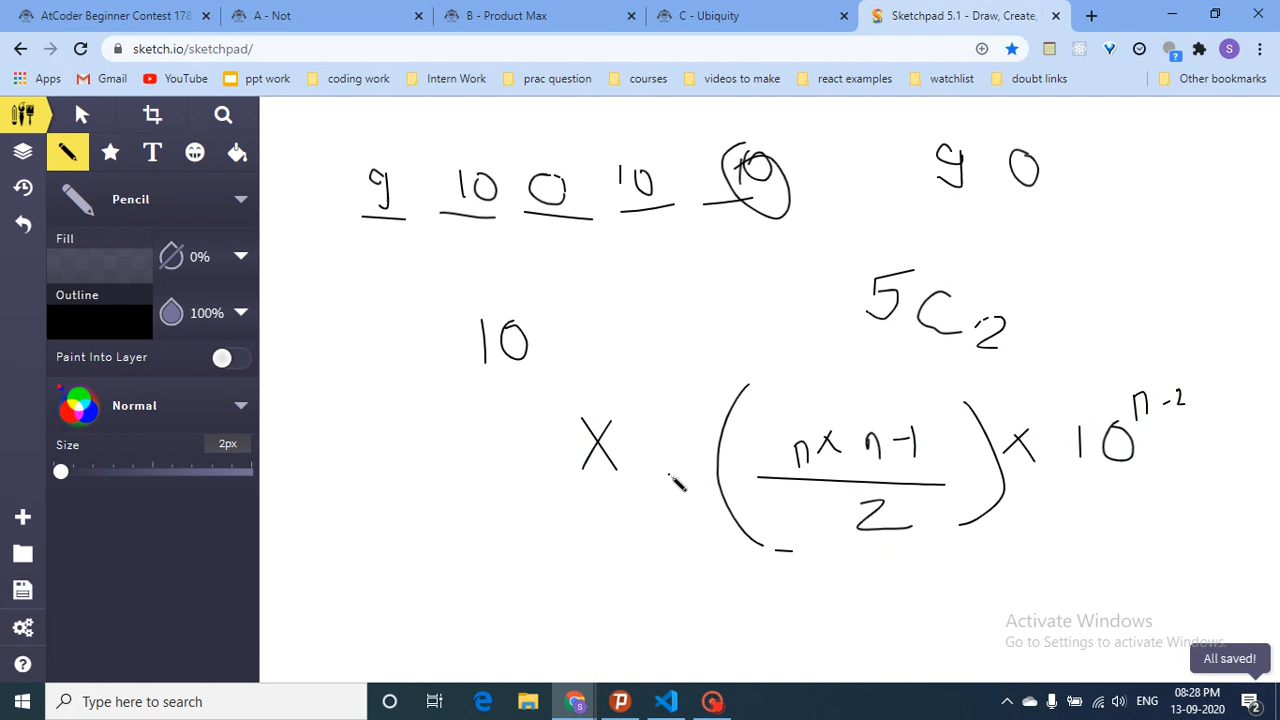 AtCoder Beginner Contest 178
A - Not
B - Product Max
C - Ubiquity
Sketchpad 5.1 - Draw, Create,
sketch.io/sketchpad/
?
S
Apps Gmail YouTube ppt work coding work Intern Work prac question courses videos to make react examples watchlist doubt links Other bookmarks
T
Pencil
Fill
0%
Outline
100%
Paint Into Layer
Normal
Size
2px
9 10 0 10 10 9 0
5C2
10
X (n x n-1 / 2) x 10^n-2
Activate Windows
Go to Settings to activate Windows.
All saved!
Type here to search
ENG
08:28 PM
13-09-2020
2